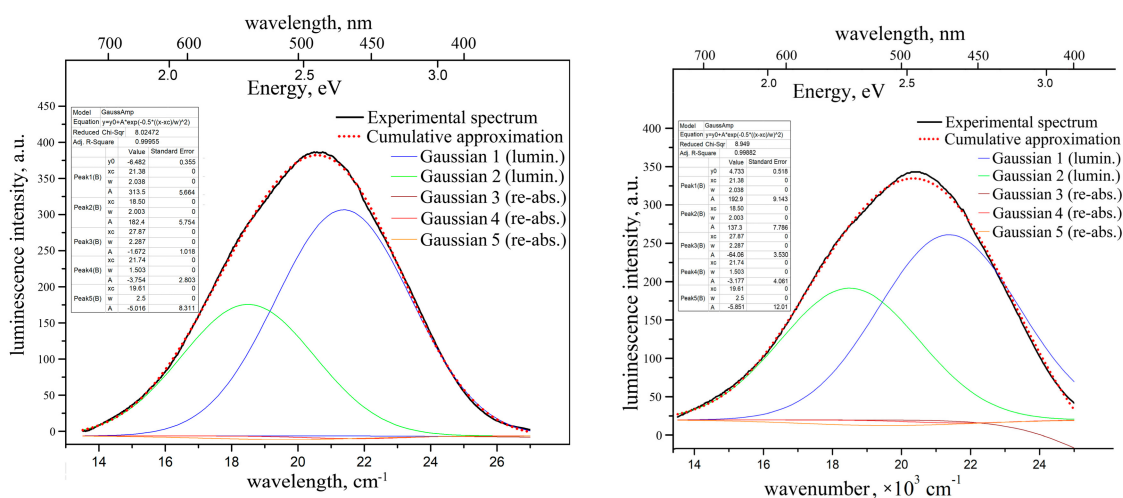 wavelength, nm
700 600 500 450 400
2.0 2.5 3.0
Energy, eV
luminescence intensity, a.u.
450
400
350
300
250
200
150
100
50
0
Model GaussAmp
Equation y=y0+A*exp(-0.5*((x-xc)/w)^2)
Reduced Chi-Sqr 8.02472
Adj. R-Square 0.99955
Value Standard Error
y0 -6.482 0.355
Peak1(B) xc 21.38 0
w 2.038 0
A 313.5 5.664
Peak2(B) xc 18.50 0
w 2.003 0
A 182.4 5.754
Peak3(B) xc 27.87 0
w 2.287 0
A -1.672 1.018
Peak4(B) xc 21.74 0
w 1.503 0
A -3.754 2.803
Peak5(B) xc 19.61 0
w 2.5 0
A -5.016 8.311
Experimental spectrum
Cumulative approximation
Gaussian 1 (lumin.)
Gaussian 2 (lumin.)
Gaussian 3 (re-abs.)
Gaussian 4 (re-abs.)
Gaussian 5 (re-abs.)
14 16 18 20 22 24 26
wavelength, cm-1
wavelength, nm
700 600 500 450 400
2.0 2.5 3.0
Energy, eV
luminescence intensity, a.u.
400
350
300
250
200
150
100
50
0
Model GaussAmp
Equation y=y0+A*exp(-0.5*((x-xc)/w)^2)
Reduced Chi-Sqr 8.949
Adj. R-Square 0.99882
Value Standard Error
y0 4.733 0.518
Peak1(B) xc 21.38 0
w 2.038 0
A 192.9 9.143
Peak2(B) xc 18.50 0
w 2.003 0
A 137.3 7.786
Peak3(B) xc 27.87 0
w 2.287 0
A -64.06 3.530
Peak4(B) xc 21.74 0
w 1.503 0
A -3.177 4.061
Peak5(B) xc 19.61 0
w 2.5 0
A -5.851 12.01
Experimental spectrum
Cumulative approximation
Gaussian 1 (lumin.)
Gaussian 2 (lumin.)
Gaussian 3 (re-abs.)
Gaussian 4 (re-abs.)
Gaussian 5 (re-abs.)
14 16 18 20 22 24
wavenumber, ×10³ cm⁻¹